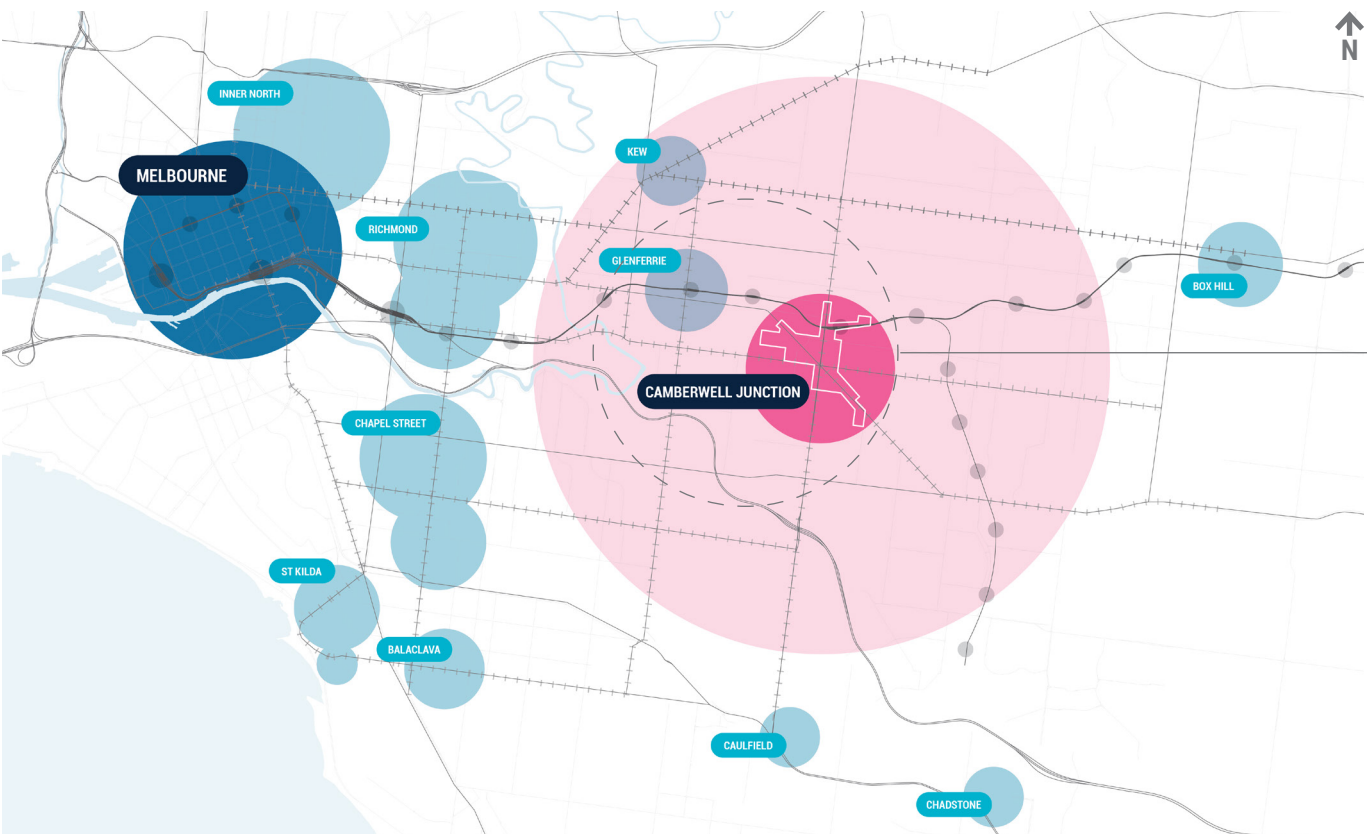 N
INNER NORTH
MELBOURNE
KEW
RICHMOND
GLENFERRIE
BOX HILL
CAMBERWELL JUNCTION
CHAPEL STREET
ST KILDA
BALACLAVA
CAULFIELD
CHADSTONE